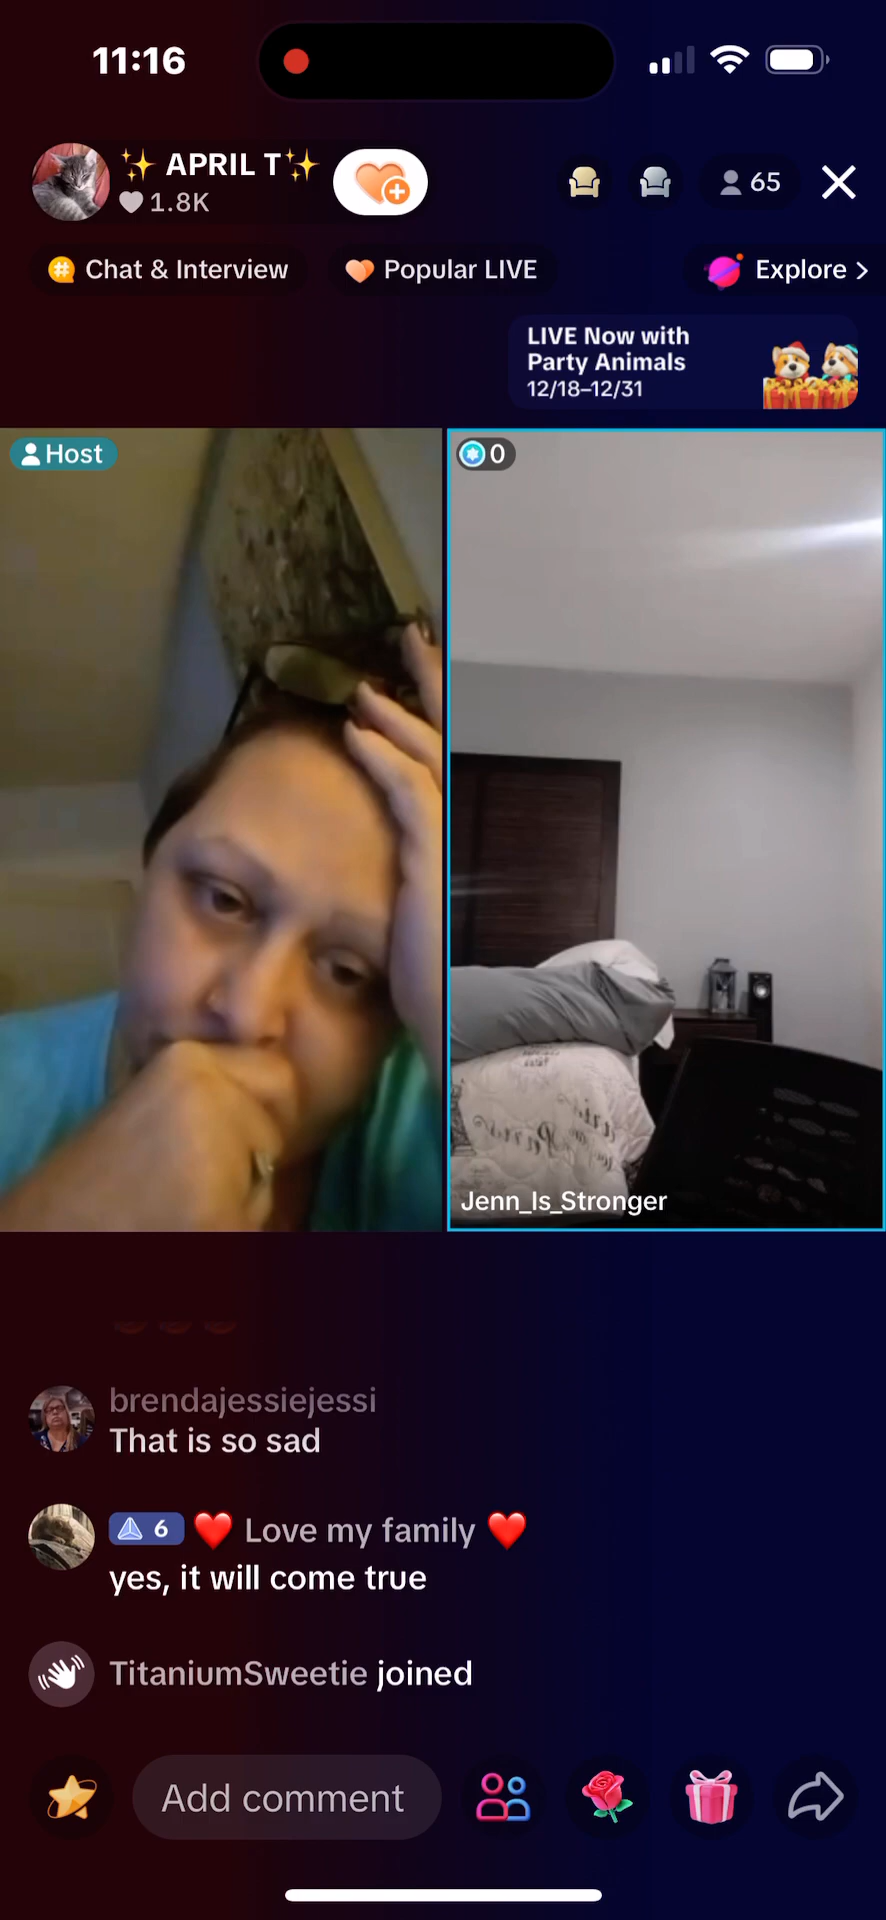 11:16
✨ APRIL T✨
1.8K
65
Chat & Interview
Popular LIVE
Explore >
LIVE Now with
Party Animals
12/18–12/31
Host
0
Jenn_Is_Stronger
brendajessiejessi
That is so sad
6 ❤️ Love my family ❤️
yes, it will come true
TitaniumSweetie joined
Add comment